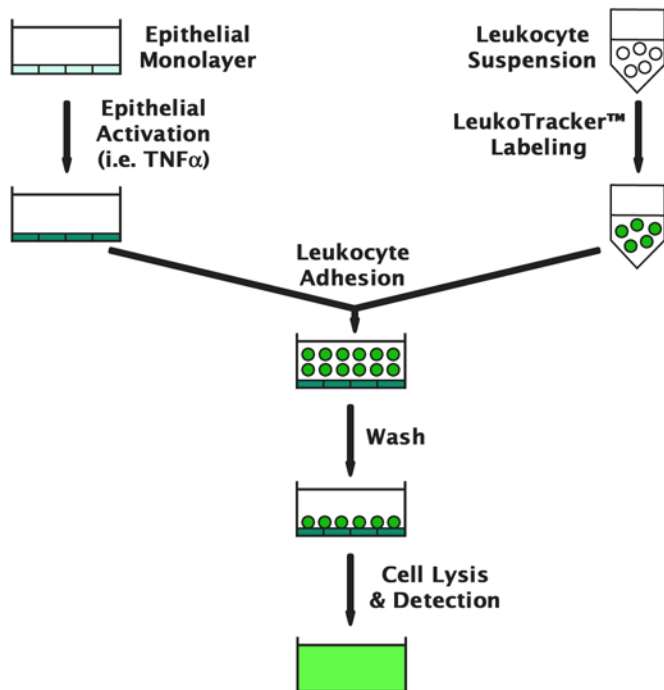 Epithelial
Monolayer
Leukocyte
Suspension
Epithelial
Activation
(i.e. TNFα)
LeukoTracker™
Labeling
Leukocyte
Adhesion
Wash
Cell Lysis
& Detection